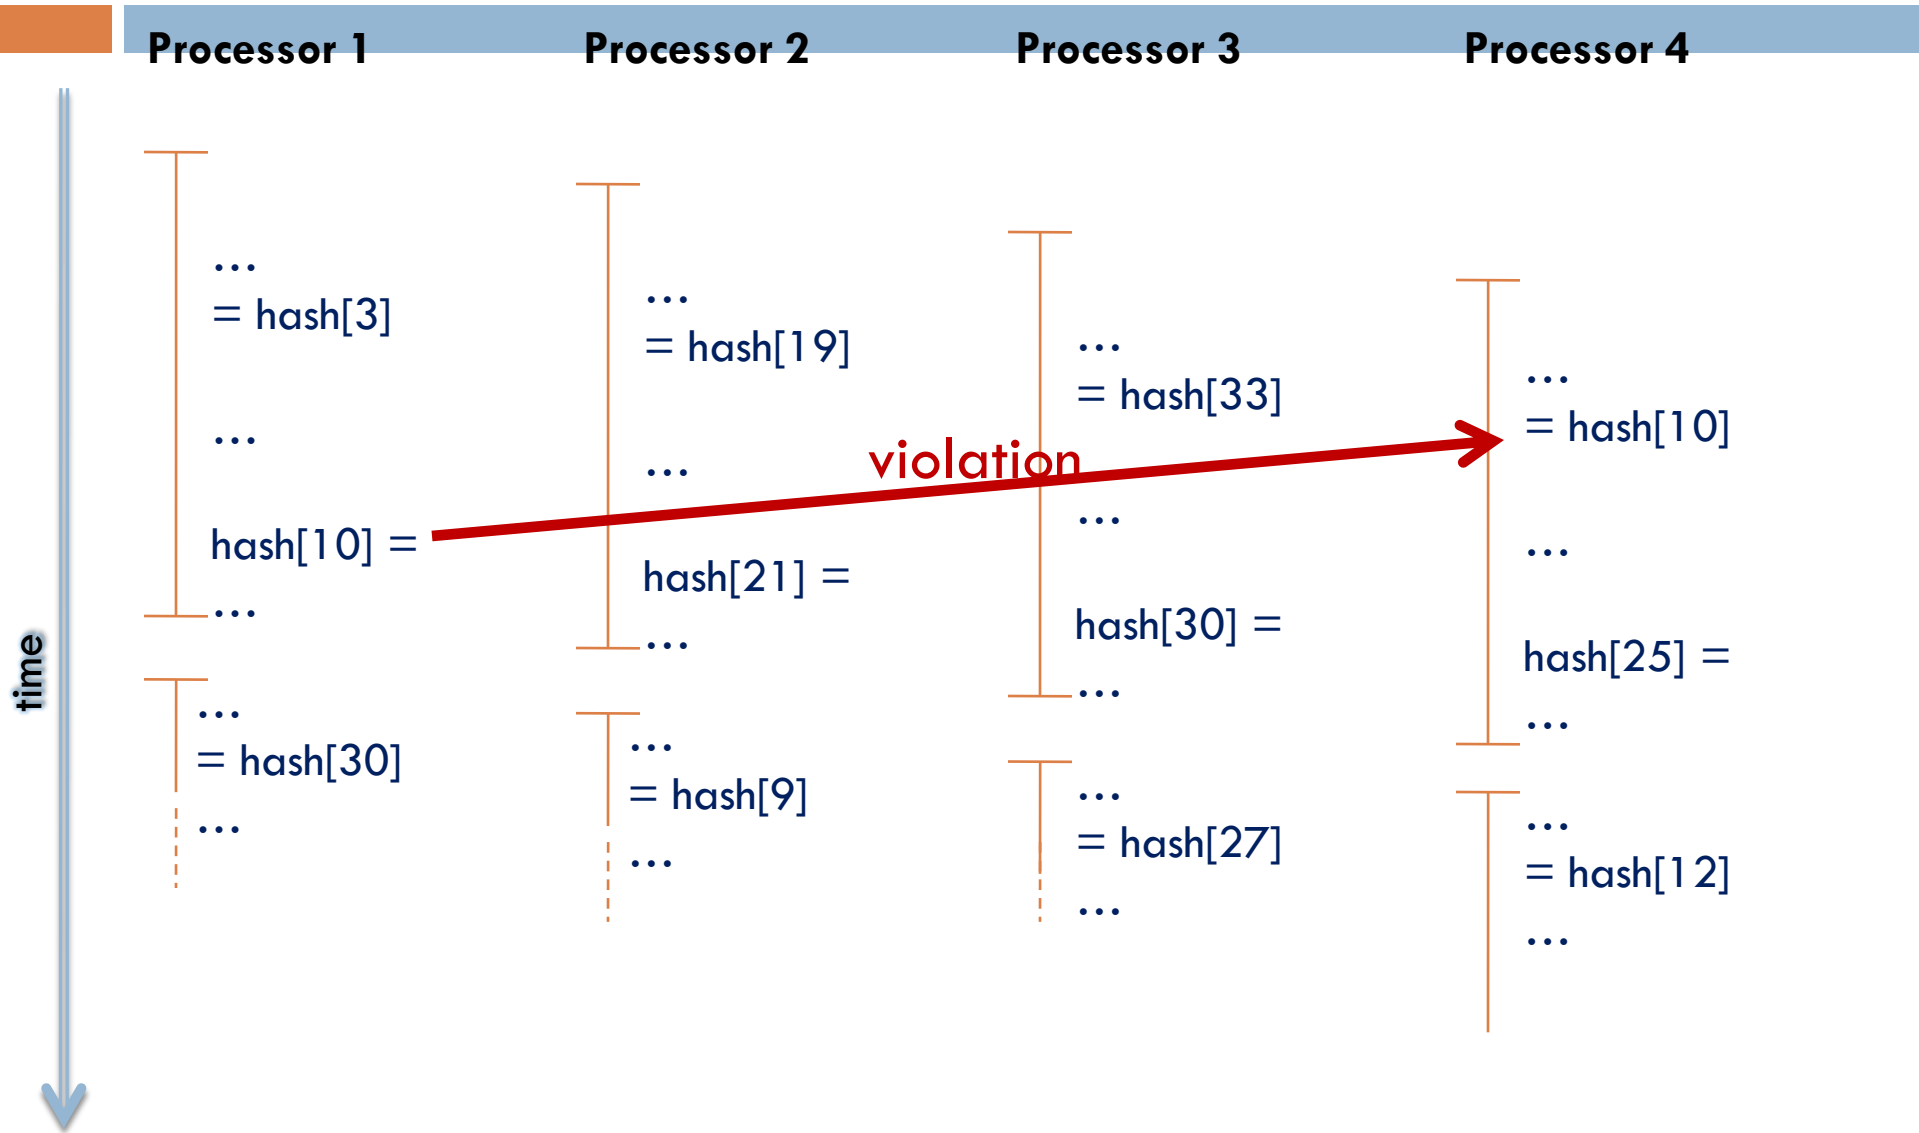 Processor 1
Processor 2
Processor 3
Processor 4
time
...
= hash[3]
...
hash[10] =
...
...
= hash[30]
...
...
= hash[19]
...
hash[21] =
...
...
= hash[9]
...
violation
...
= hash[33]
...
hash[30] =
...
...
= hash[27]
...
...
= hash[10]
...
hash[25] =
...
...
= hash[12]
...